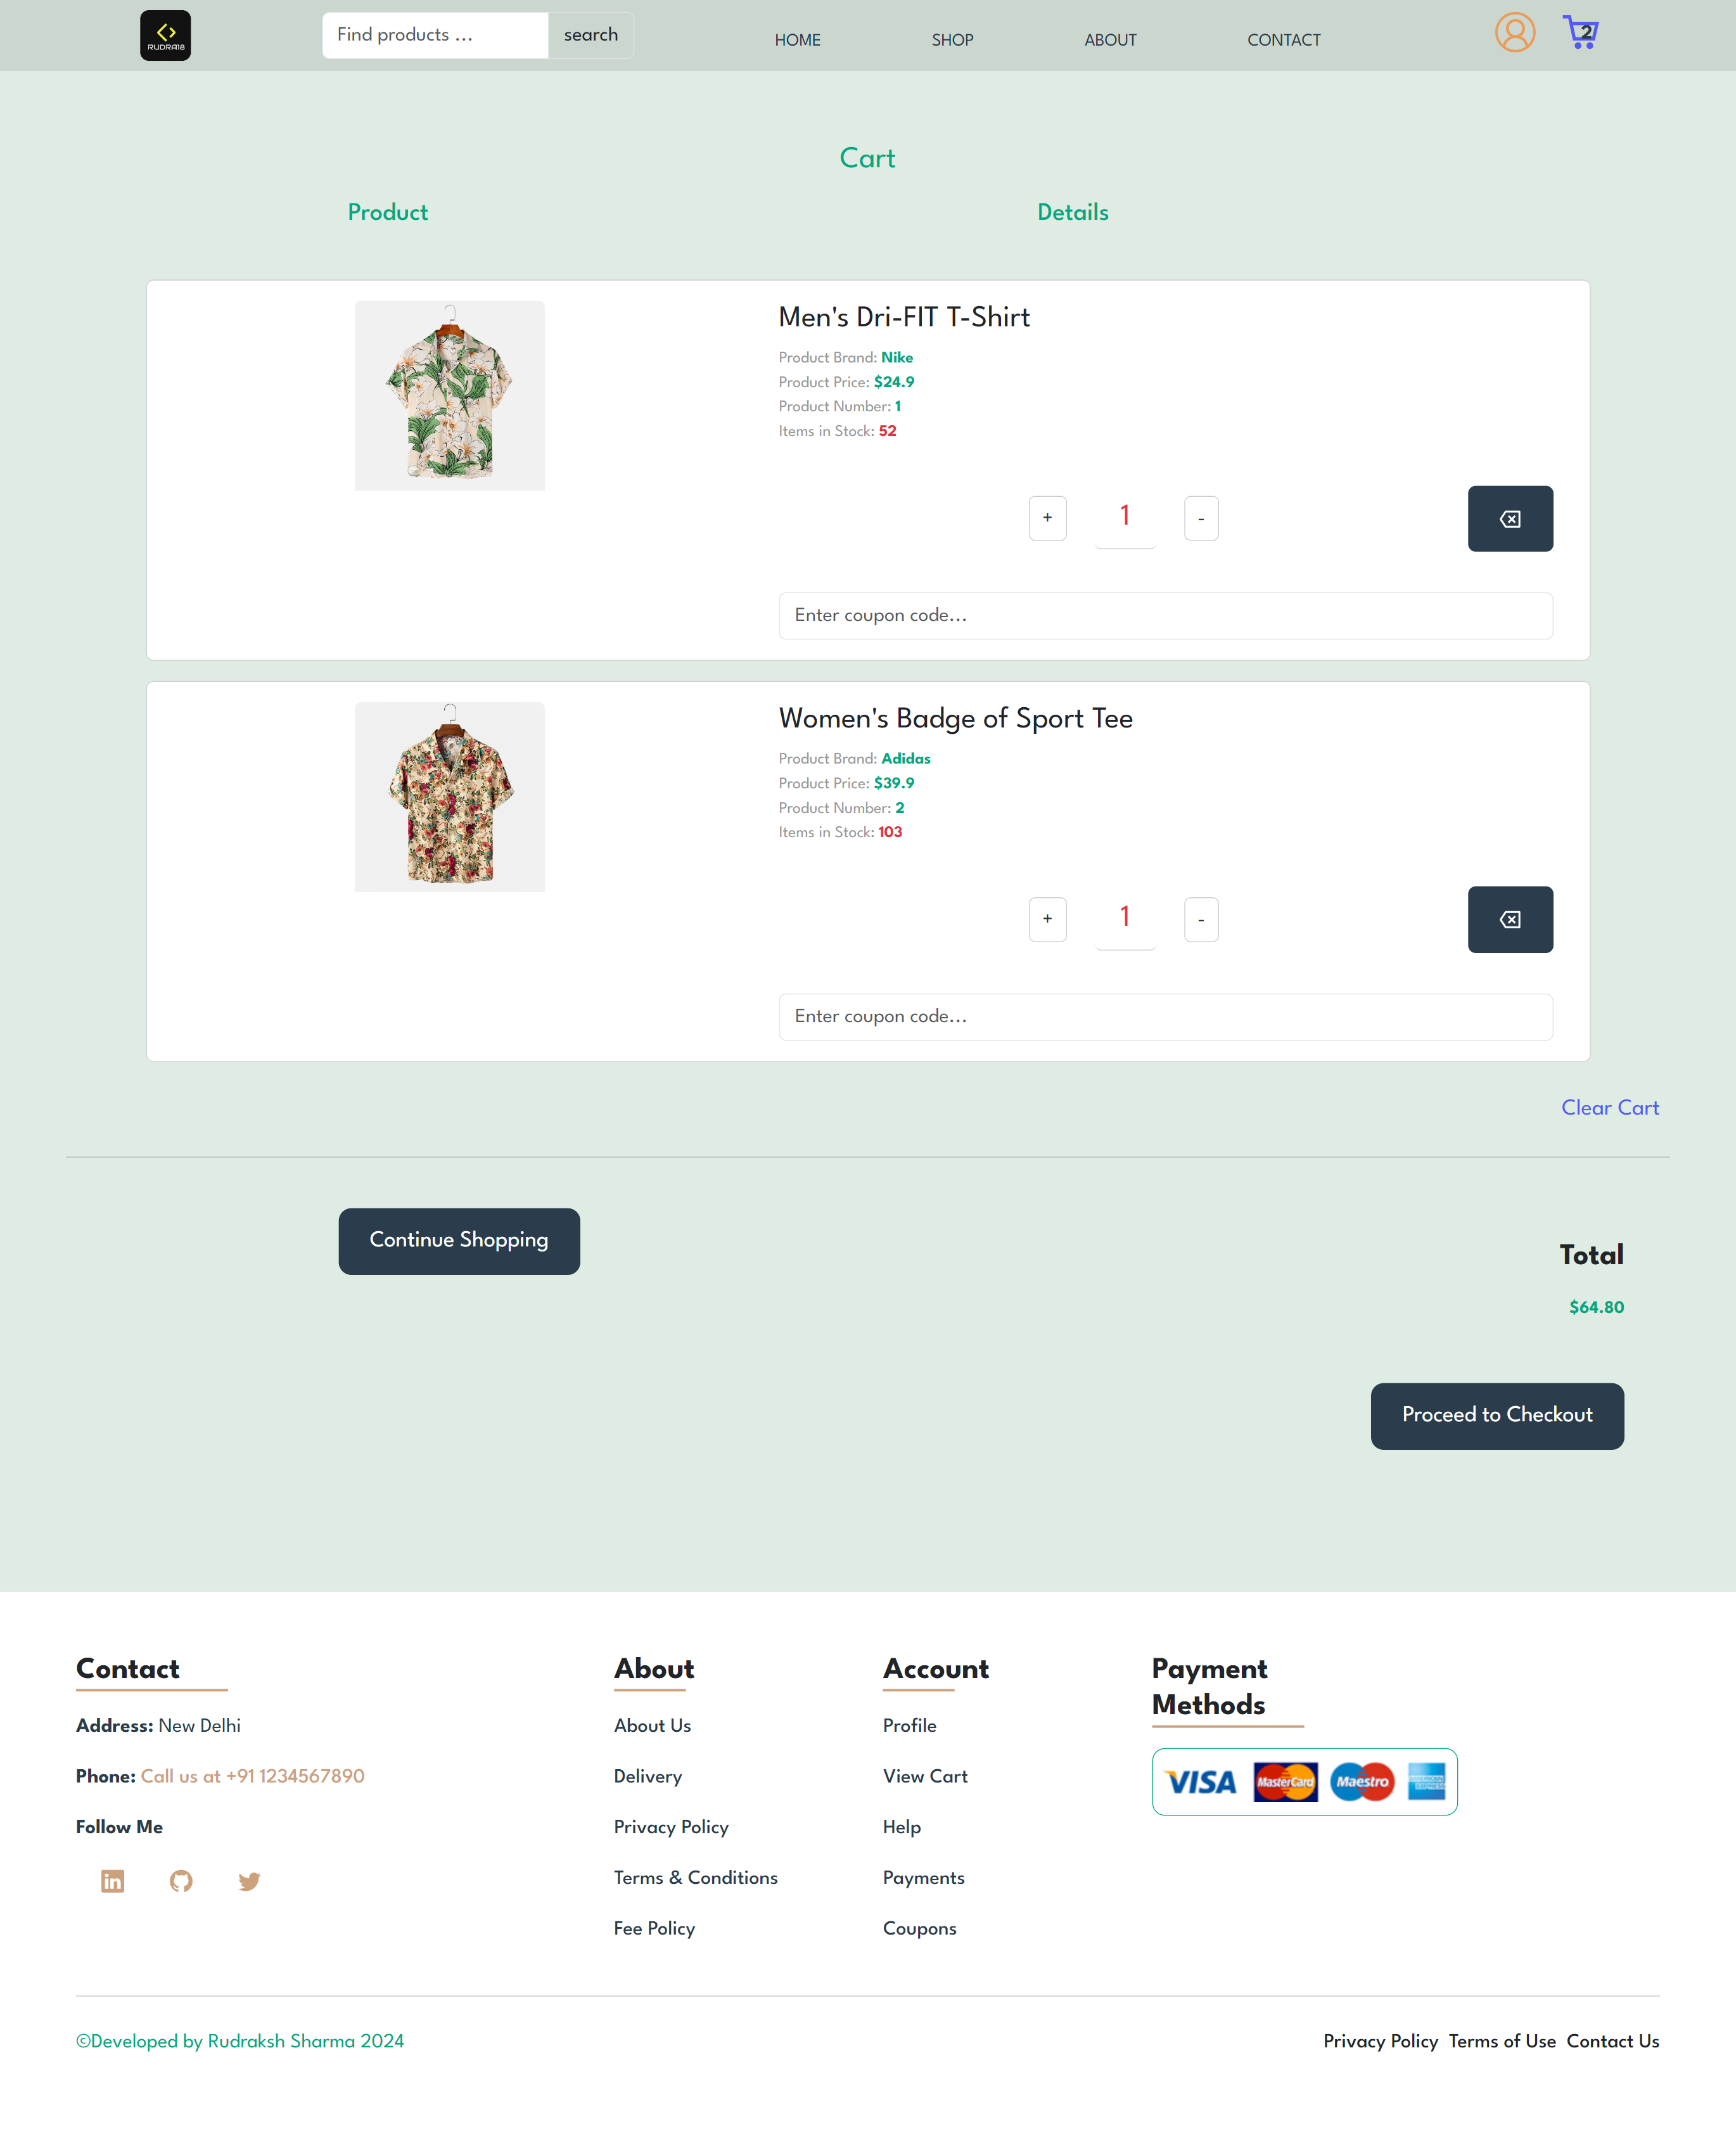 RUDRA18
Find products ...
search
HOME
SHOP
ABOUT
CONTACT
2
Cart
Product
Details
Men's Dri-FIT T-Shirt
Product Brand: Nike
Product Price: $24.9
Product Number: 1
Items in Stock: 52
+
1
-
Enter coupon code...
Women's Badge of Sport Tee
Product Brand: Adidas
Product Price: $39.9
Product Number: 2
Items in Stock: 103
+
1
-
Enter coupon code...
Clear Cart
Continue Shopping
Total
$64.80
Proceed to Checkout
Contact
Address: New Delhi
Phone: Call us at +91 1234567890
Follow Me
in
About
About Us
Delivery
Privacy Policy
Terms & Conditions
Fee Policy
Account
Profile
View Cart
Help
Payments
Coupons
Payment
Methods
VISA
MasterCard
Maestro
©Developed by Rudraksh Sharma 2024
Privacy Policy
Terms of Use
Contact Us